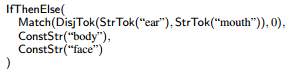 IfThenElse(
Match(DisjTok(StrTok(“ear”),StrTok(“mouth”)),0),
ConstStr(“body”),
ConstStr(“face”)
)